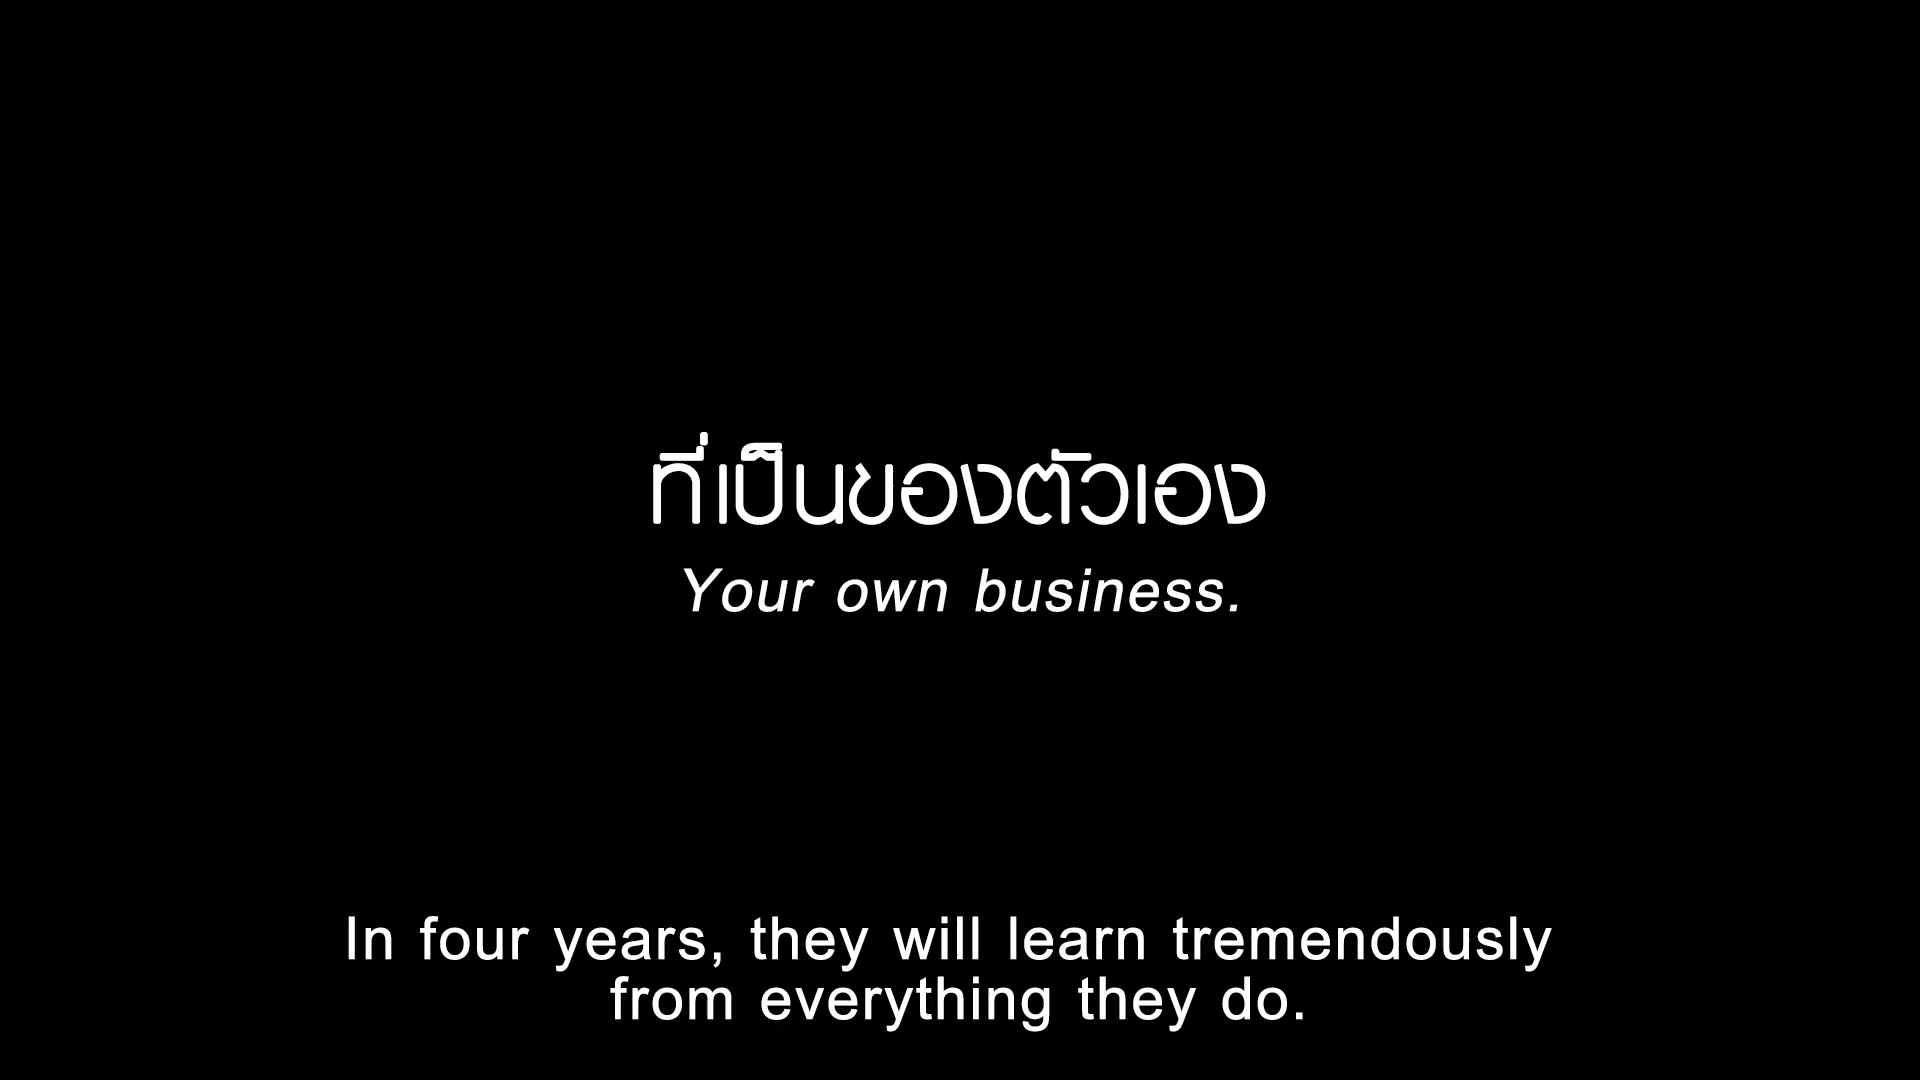 ที่เป็นของตัวเอง
Your own business.
In four years, they will learn tremendously
from everything they do.